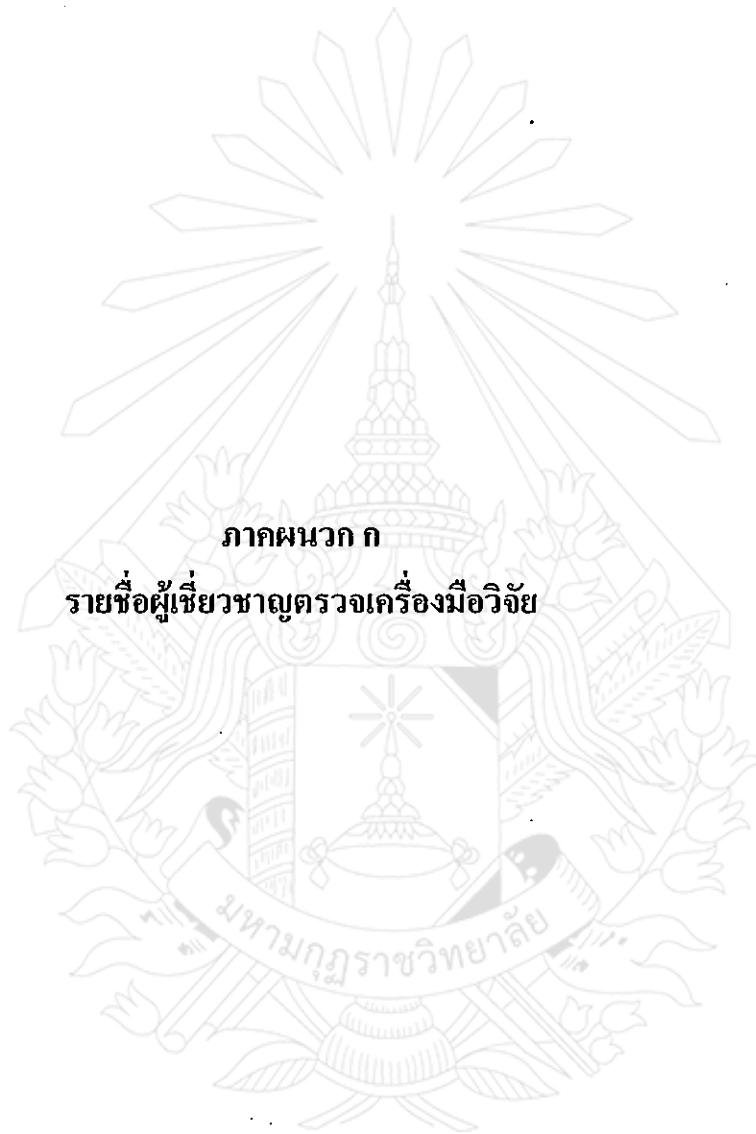 ภาคผนวก ก
รายชื่อผู้เชี่ยวชาญตรวจเครื่องมือวิจัย
มหามกุฏราชวิทยาลัย